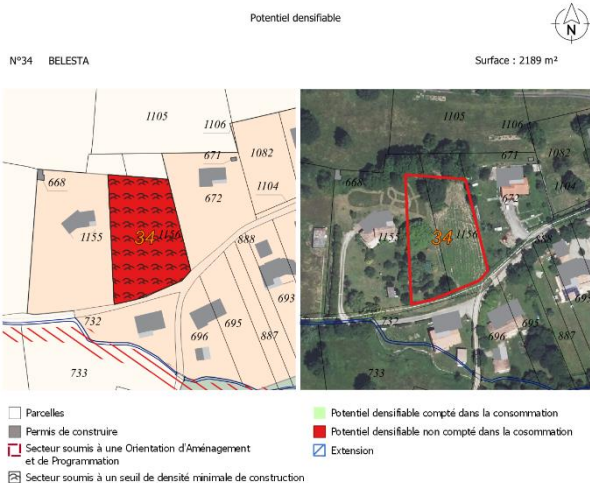 Potentiel densifiable
N
N°34 BELESTA
Surface : 2189 m²
1105
1106
671
1082
1104
668
672
1155
34
1156
888
693
732
695
696
887
733
1105
1106
671
1082
1104
668
672
1155
34
1156
888
693
732
695
696
887
733
Parcelles
Permis de construire
Secteur soumis à une Orientation d'Aménagement
et de Programmation
Secteur soumis à un seuil de densité minimale de construction
Potentiel densifiable compté dans la consommation
Potentiel densifiable non compté dans la cosommation
Extension